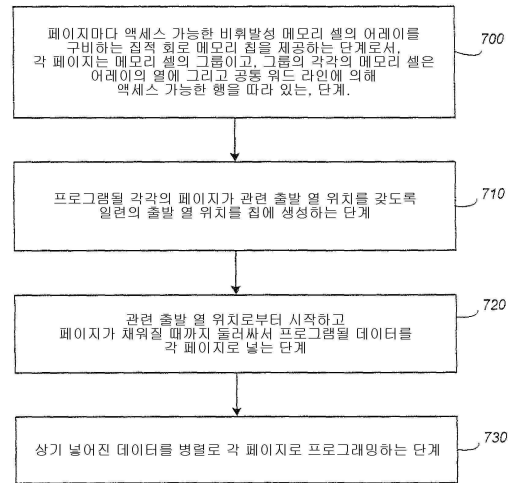 페이지마다 액세스 가능한 비휘발성 메모리 셀의 어레이를
구비하는 집적 회로 메모리 칩을 제공하는 단계로서,
각 페이지는 메모리 셀의 그룹이고, 그룹의 각각의 메모리 셀은
어레이의 열에 그리고 공통 워드 라인에 의해
액세스 가능한 행을 따라 있는, 단계.
700
프로그램될 각각의 페이지가 관련 출발 열 위치를 갖도록
일련의 출발 열 위치를 칩에 생성하는 단계
710
관련 출발 열 위치로부터 시작하고
페이지가 채워질 때까지 둘러싸서 프로그램될 데이터를
각 페이지로 넣는 단계
720
상기 넣어진 데이터를 병렬로 각 페이지로 프로그래밍하는 단계
730